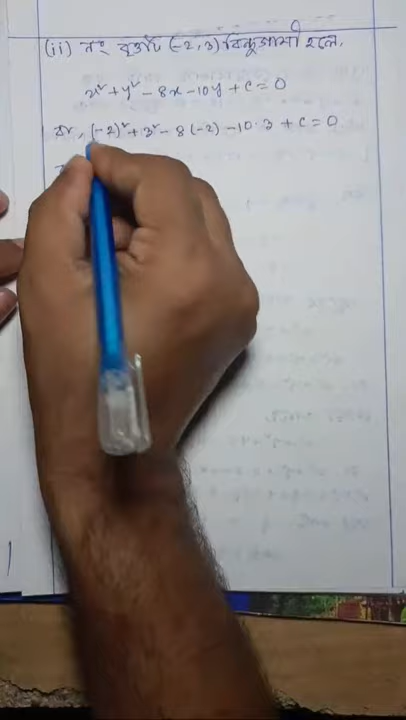 (ii) নং বৃত্তটি (-2, 3) বিন্দুগামী হলে,
x² + y² - 8x - 10y + c = 0
বা, (-2)² + 3² - 8(-2) - 10·3 + c = 0